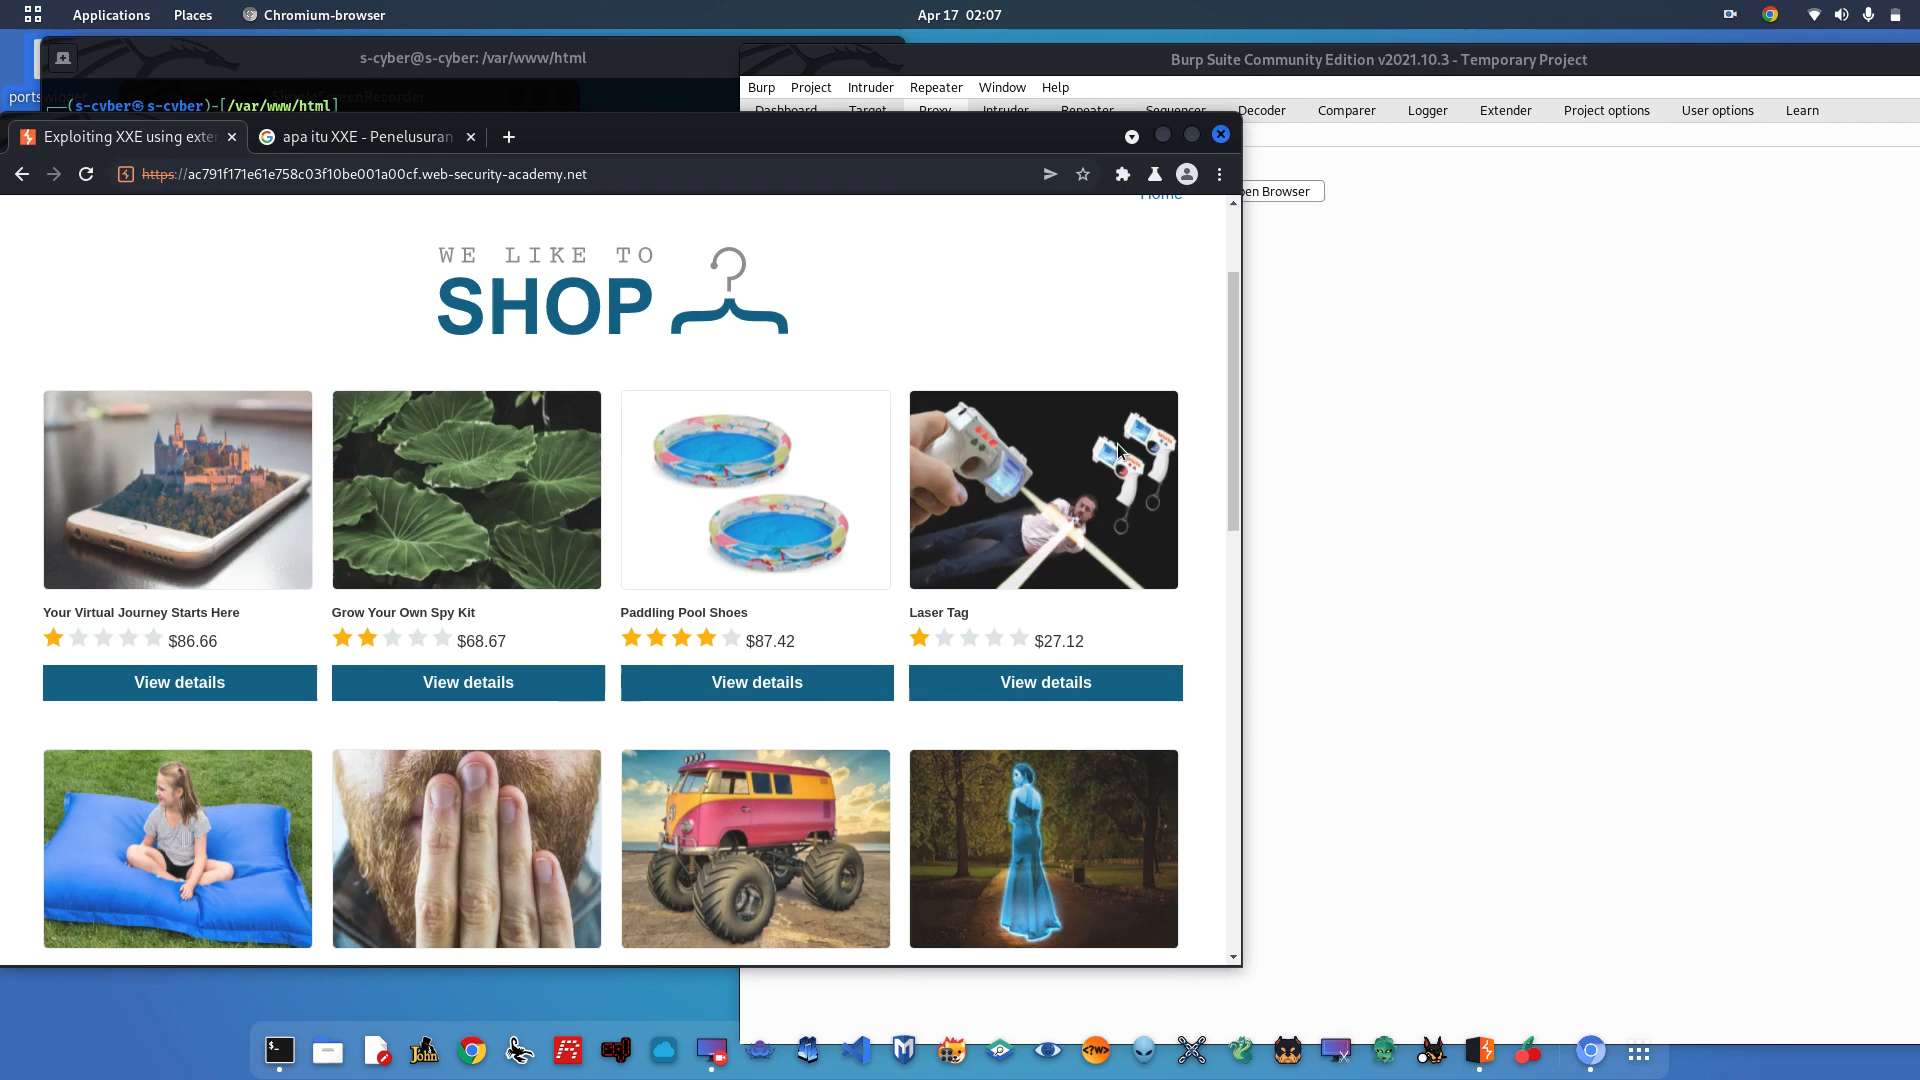 Applications Places Chromium-browser Apr 17 02:07
s-cyber@s-cyber: /var/www/html
Burp Suite Community Edition v2021.10.3 - Temporary Project
Burp Project Intruder Repeater Window Help
(s-cyber㉿s-cyber)-[/var/www/html]
Dashboard Target Proxy Intruder Repeater Sequencer Decoder Comparer Logger Extender Project options User options Learn
Exploiting XXE using exter
apa itu XXE - Penelusuran
https://ac791f171e61e758c03f10be001a00cf.web-security-academy.net
pen Browser
Home
WE LIKE TO
SHOP
Your Virtual Journey Starts Here
$86.66
View details
Grow Your Own Spy Kit
$68.67
View details
Paddling Pool Shoes
$87.42
View details
Laser Tag
$27.12
View details